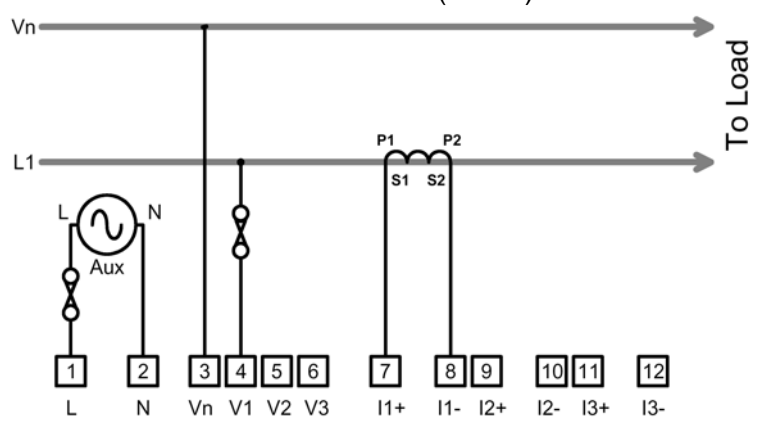 Vn
To Load
P1 P2
L1
S1 S2
L N
Aux
1 2 3 4 5 6 7 8 9 10 11 12
L N Vn V1 V2 V3 I1+ I1- I2+ I2- I3+ I3-